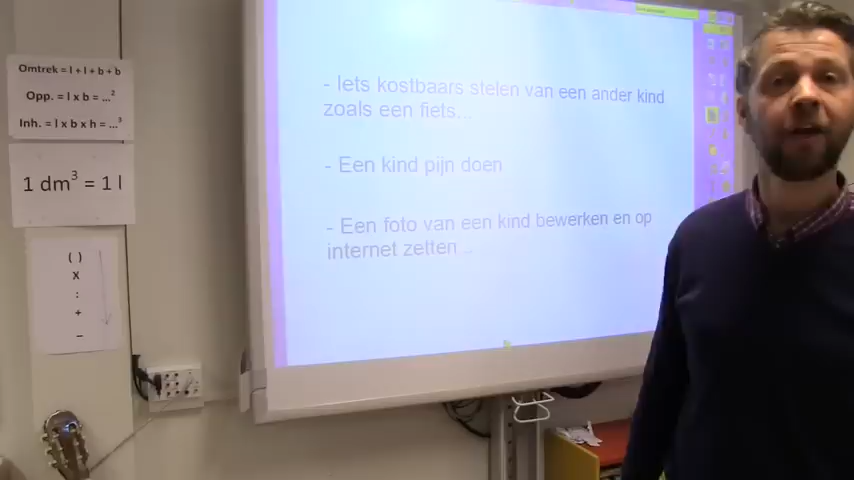 Omtrek = l + l + b + b
Opp. = l x b = ...²
Inh. = l x b x h = ...³
1 dm³ = 1 l
( )
x
:
+
-
- Iets kostbaars stelen van een ander kind
zoals een fiets...
- Een kind pijn doen
- Een foto van een kind bewerken en op
internet zetten...